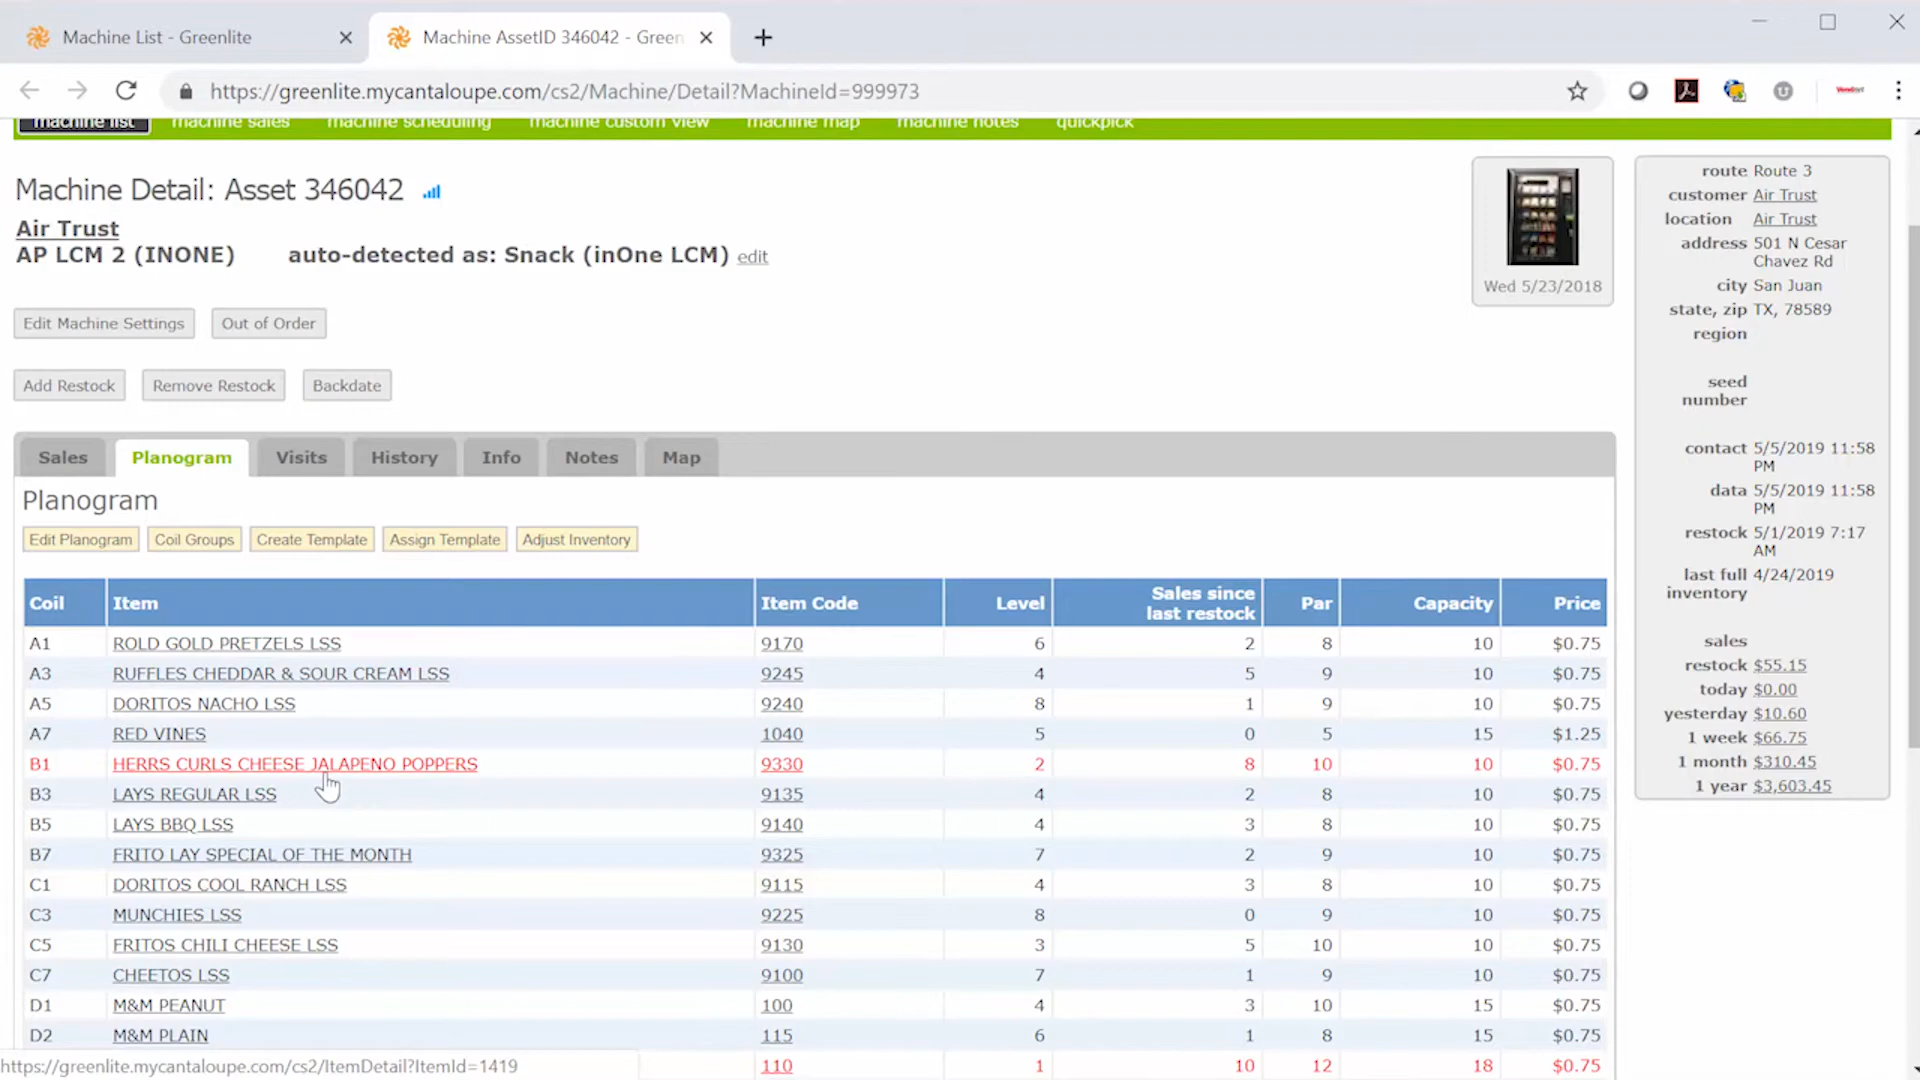 Machine List - Greenlite
Machine AssetID 346042 - Green
https://greenlite.mycantaloupe.com/cs2/Machine/Detail?MachineId=999973
machine list machine sales machine scheduling machine custom view machine map machine notes quickpick
Machine Detail: Asset 346042
Air Trust
AP LCM 2 (INONE) auto-detected as: Snack (inOne LCM) edit
Wed 5/23/2018
Edit Machine Settings Out of Order
Add Restock Remove Restock Backdate
route Route 3
customer Air Trust
location Air Trust
address 501 N Cesar
Chavez Rd
city San Juan
state, zip TX, 78589
region
seed
number
contact 5/5/2019 11:58
PM
data 5/5/2019 11:58
PM
restock 5/1/2019 7:17
AM
last full 4/24/2019
inventory
sales
restock $55.15
today $0.00
yesterday $10.60
1 week $66.75
1 month $310.45
1 year $3,603.45
Sales Planogram Visits History Info Notes Map
Planogram
Edit Planogram Coil Groups Create Template Assign Template Adjust Inventory
Coil Item Item Code Level Sales since last restock Par Capacity Price
A1 ROLD GOLD PRETZELS LSS 9170 6 2 8 10 $0.75
A3 RUFFLES CHEDDAR & SOUR CREAM LSS 9245 4 5 9 10 $0.75
A5 DORITOS NACHO LSS 9240 8 1 9 10 $0.75
A7 RED VINES 1040 5 0 5 15 $1.25
B1 HERRS CURLS CHEESE JALAPENO POPPERS 9330 2 8 10 10 $0.75
B3 LAYS REGULAR LSS 9135 4 2 8 10 $0.75
B5 LAYS BBQ LSS 9140 4 3 8 10 $0.75
B7 FRITO LAY SPECIAL OF THE MONTH 9325 7 2 9 10 $0.75
C1 DORITOS COOL RANCH LSS 9115 4 3 8 10 $0.75
C3 MUNCHIES LSS 9225 8 0 9 10 $0.75
C5 FRITOS CHILI CHEESE LSS 9130 3 5 10 10 $0.75
C7 CHEETOS LSS 9100 7 1 9 10 $0.75
D1 M&M PEANUT 100 4 3 10 15 $0.75
D2 M&M PLAIN 115 6 1 8 15 $0.75
110 1 10 12 18 $0.75
https://greenlite.mycantaloupe.com/cs2/ItemDetail?ItemId=1419